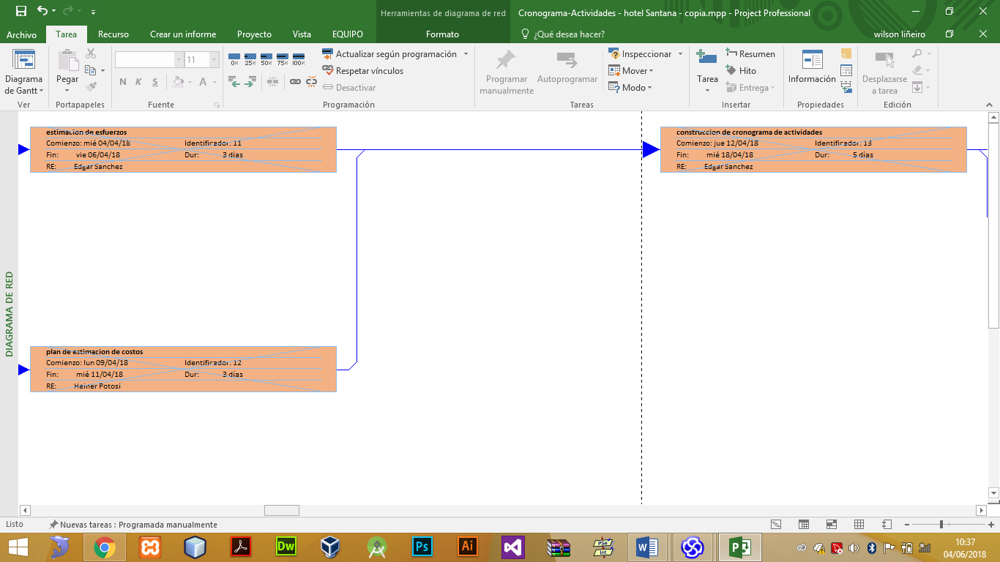 Herramientas de diagrama de red
Cronograma-Actividades - hotel Santana - copia.mpp - Project Professional
Archivo Tarea Recurso Crear un informe Proyecto Vista EQUIPO Formato ¿Qué desea hacer? wilson liñeiro
Diagrama de Gantt
Pegar
11
N K S A
0% 25% 50% 75% 100%
Actualizar según programación
Respetar vínculos
Desactivar
Programar manualmente
Autoprogramar
Inspeccionar
Mover
Modo
Tarea
Resumen
Hito
Entrega
Información
Desplazarse a tarea
Ver Portapapeles Fuente Programación Tareas Insertar Propiedades Edición
DIAGRAMA DE RED
estimacion de esfuerzos
Comienzo: mié 04/04/18 Identificador: 11
Fin: vie 06/04/18 Dur: 3 días
RE: Edgar Sanchez
construccion de cronograma de actividades
Comienzo: jue 12/04/18 Identificador: 13
Fin: mié 18/04/18 Dur: 5 días
RE: Edgar Sanchez
plan de estimacion de costos
Comienzo: lun 09/04/18 Identificador: 12
Fin: mié 11/04/18 Dur: 3 días
RE: Heiner Potosi
Listo Nuevas tareas : Programada manualmente
Dw Ps Ai PSe Int W P
10:37
04/06/2018